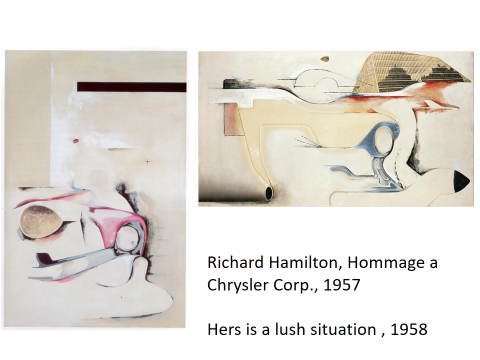 Richard Hamilton, Hommage a
Chrysler Corp., 1957
Hers is a lush situation , 1958